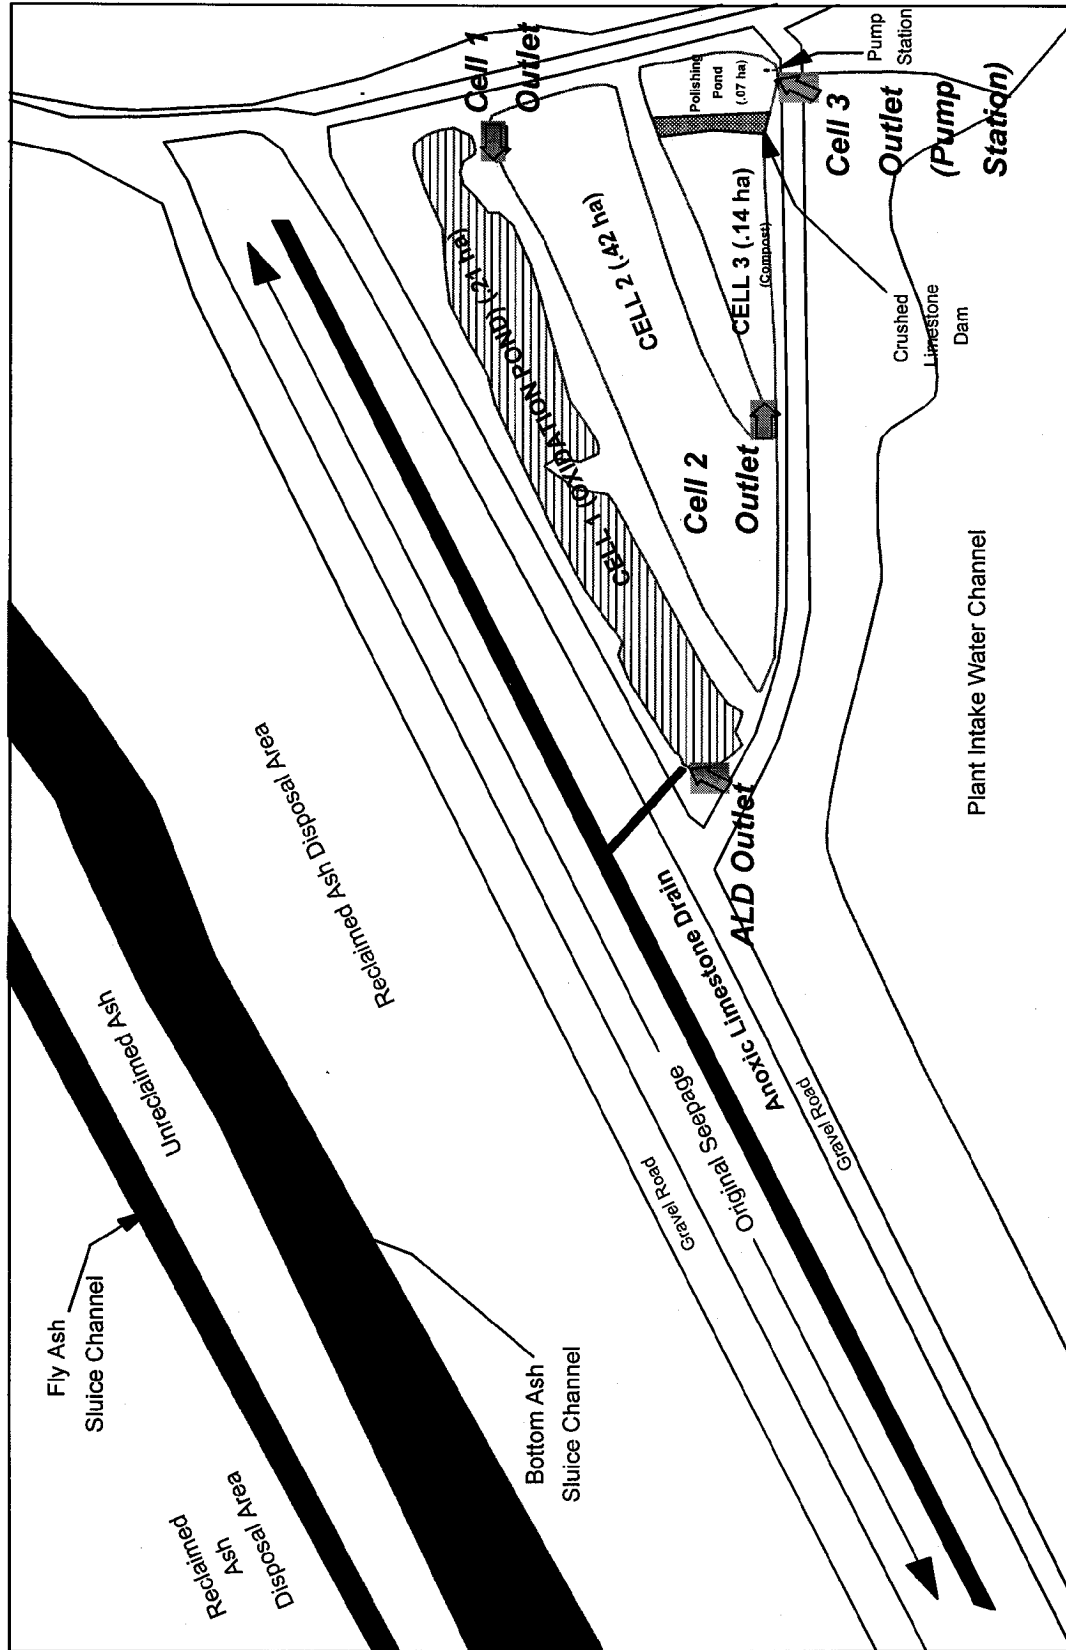 Fly Ash
Sluice Channel
Reclaimed
Ash
Disposal Area
Unreclaimed Ash
Bottom Ash
Sluice Channel
Reclaimed Ash Disposal Area
Gravel Road
Original Seepage
Anoxic Limestone Drain
Gravel Road
ALD Outlet
CELL 1 (OXIDATION POND) (.21 ha)
Cell 1
Outlet
CELL 2 (.42 ha)
Cell 2
Outlet
CELL 3 (.14 ha)
(Compost)
Polishing
Pond
(.07 ha)
Pump
Station
Cell 3
Outlet
(Pump
Station)
Crushed
Limestone
Dam
Plant Intake Water Channel